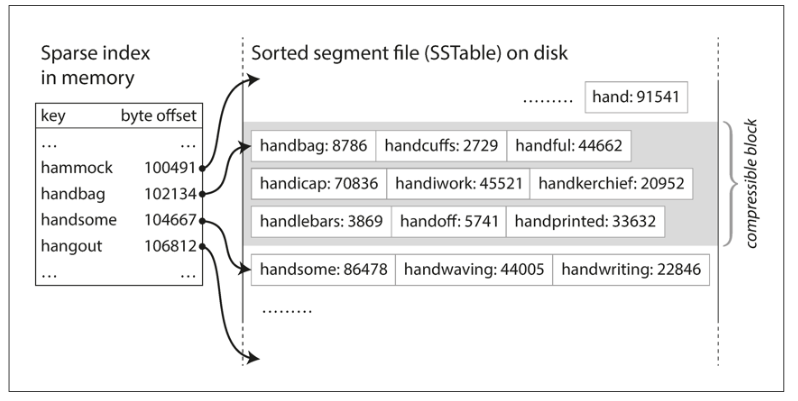 Sparse index
in memory
key byte offset
... ...
hammock 100491
handbag 102134
handsome 104667
hangout 106812
... ...
Sorted segment file (SSTable) on disk
......... hand: 91541
handbag: 8786 handcuffs: 2729 handful: 44662
handicap: 70836 handiwork: 45521 handkerchief: 20952
handlebars: 3869 handoff: 5741 handprinted: 33632
handsome: 86478 handwaving: 44005 handwriting: 22846
.........
compressible block